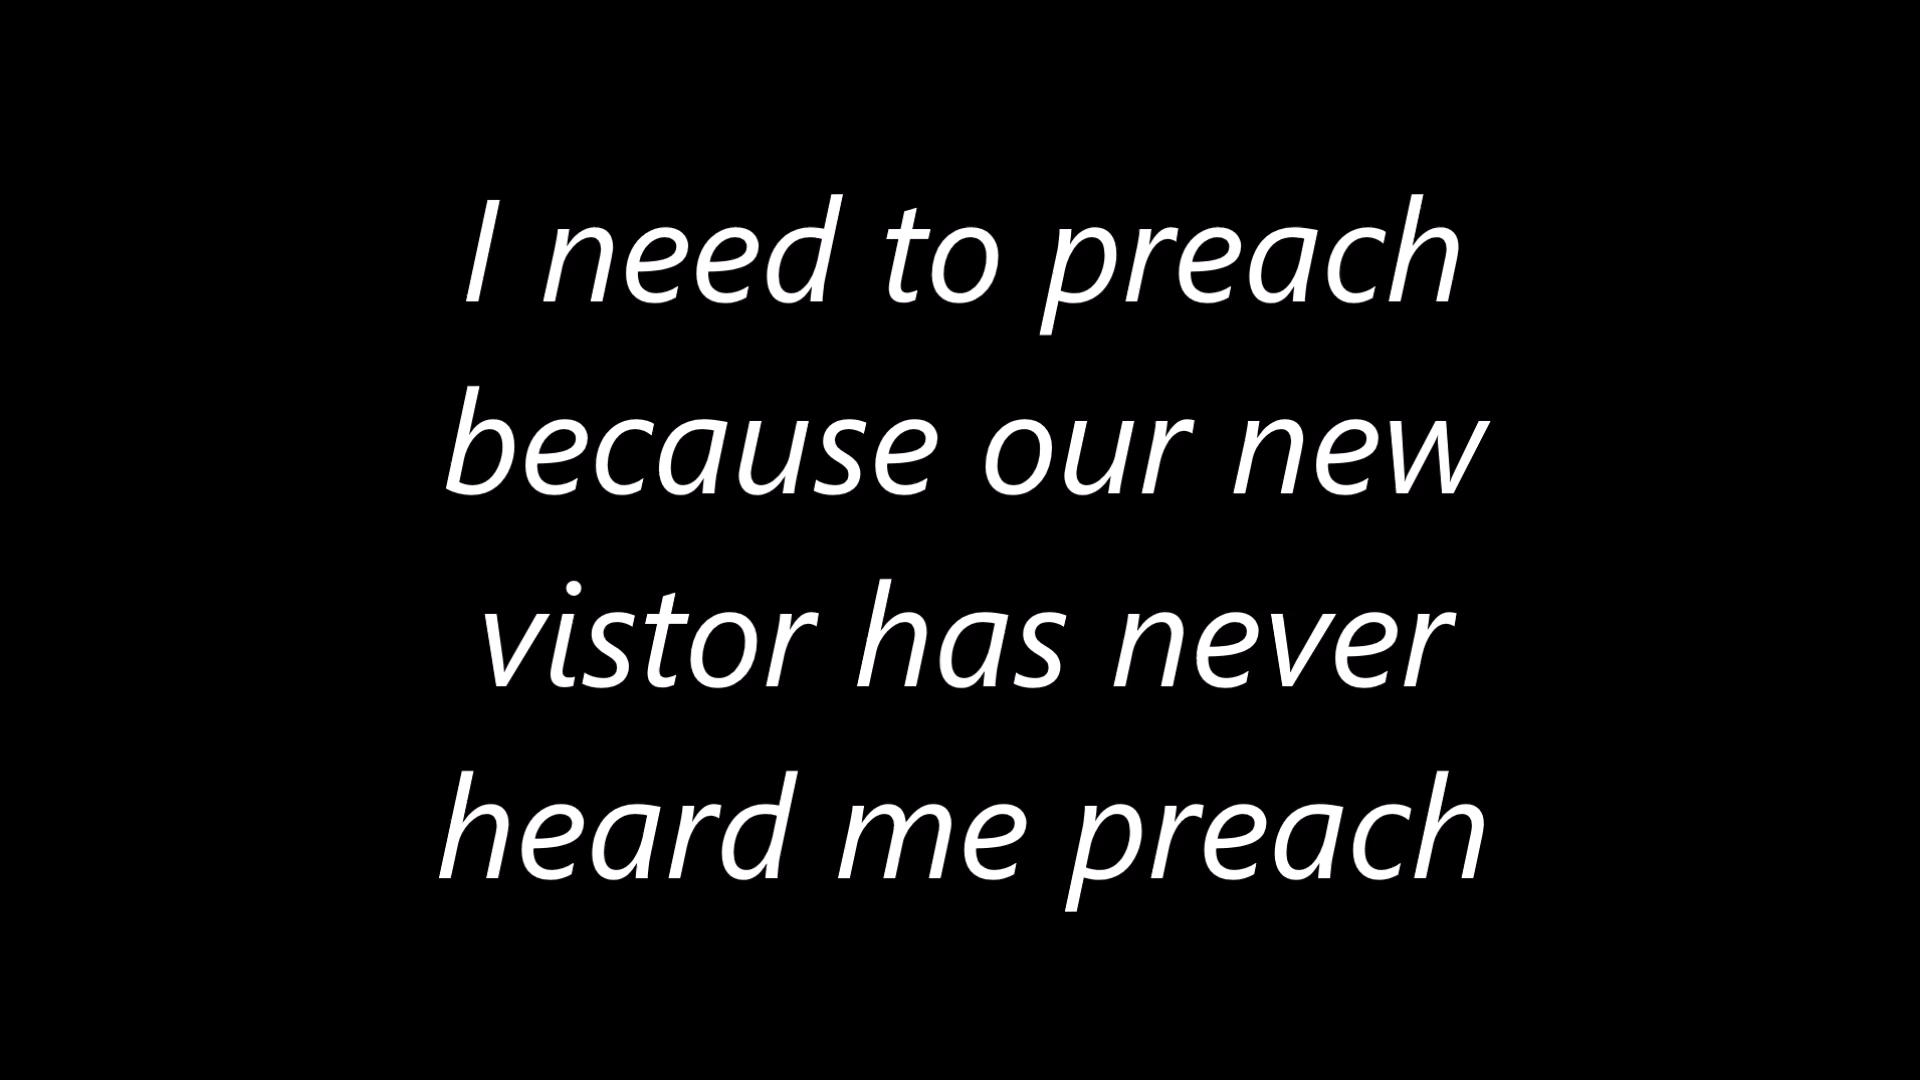 I need to preach
because our new
vistor has never
heard me preach